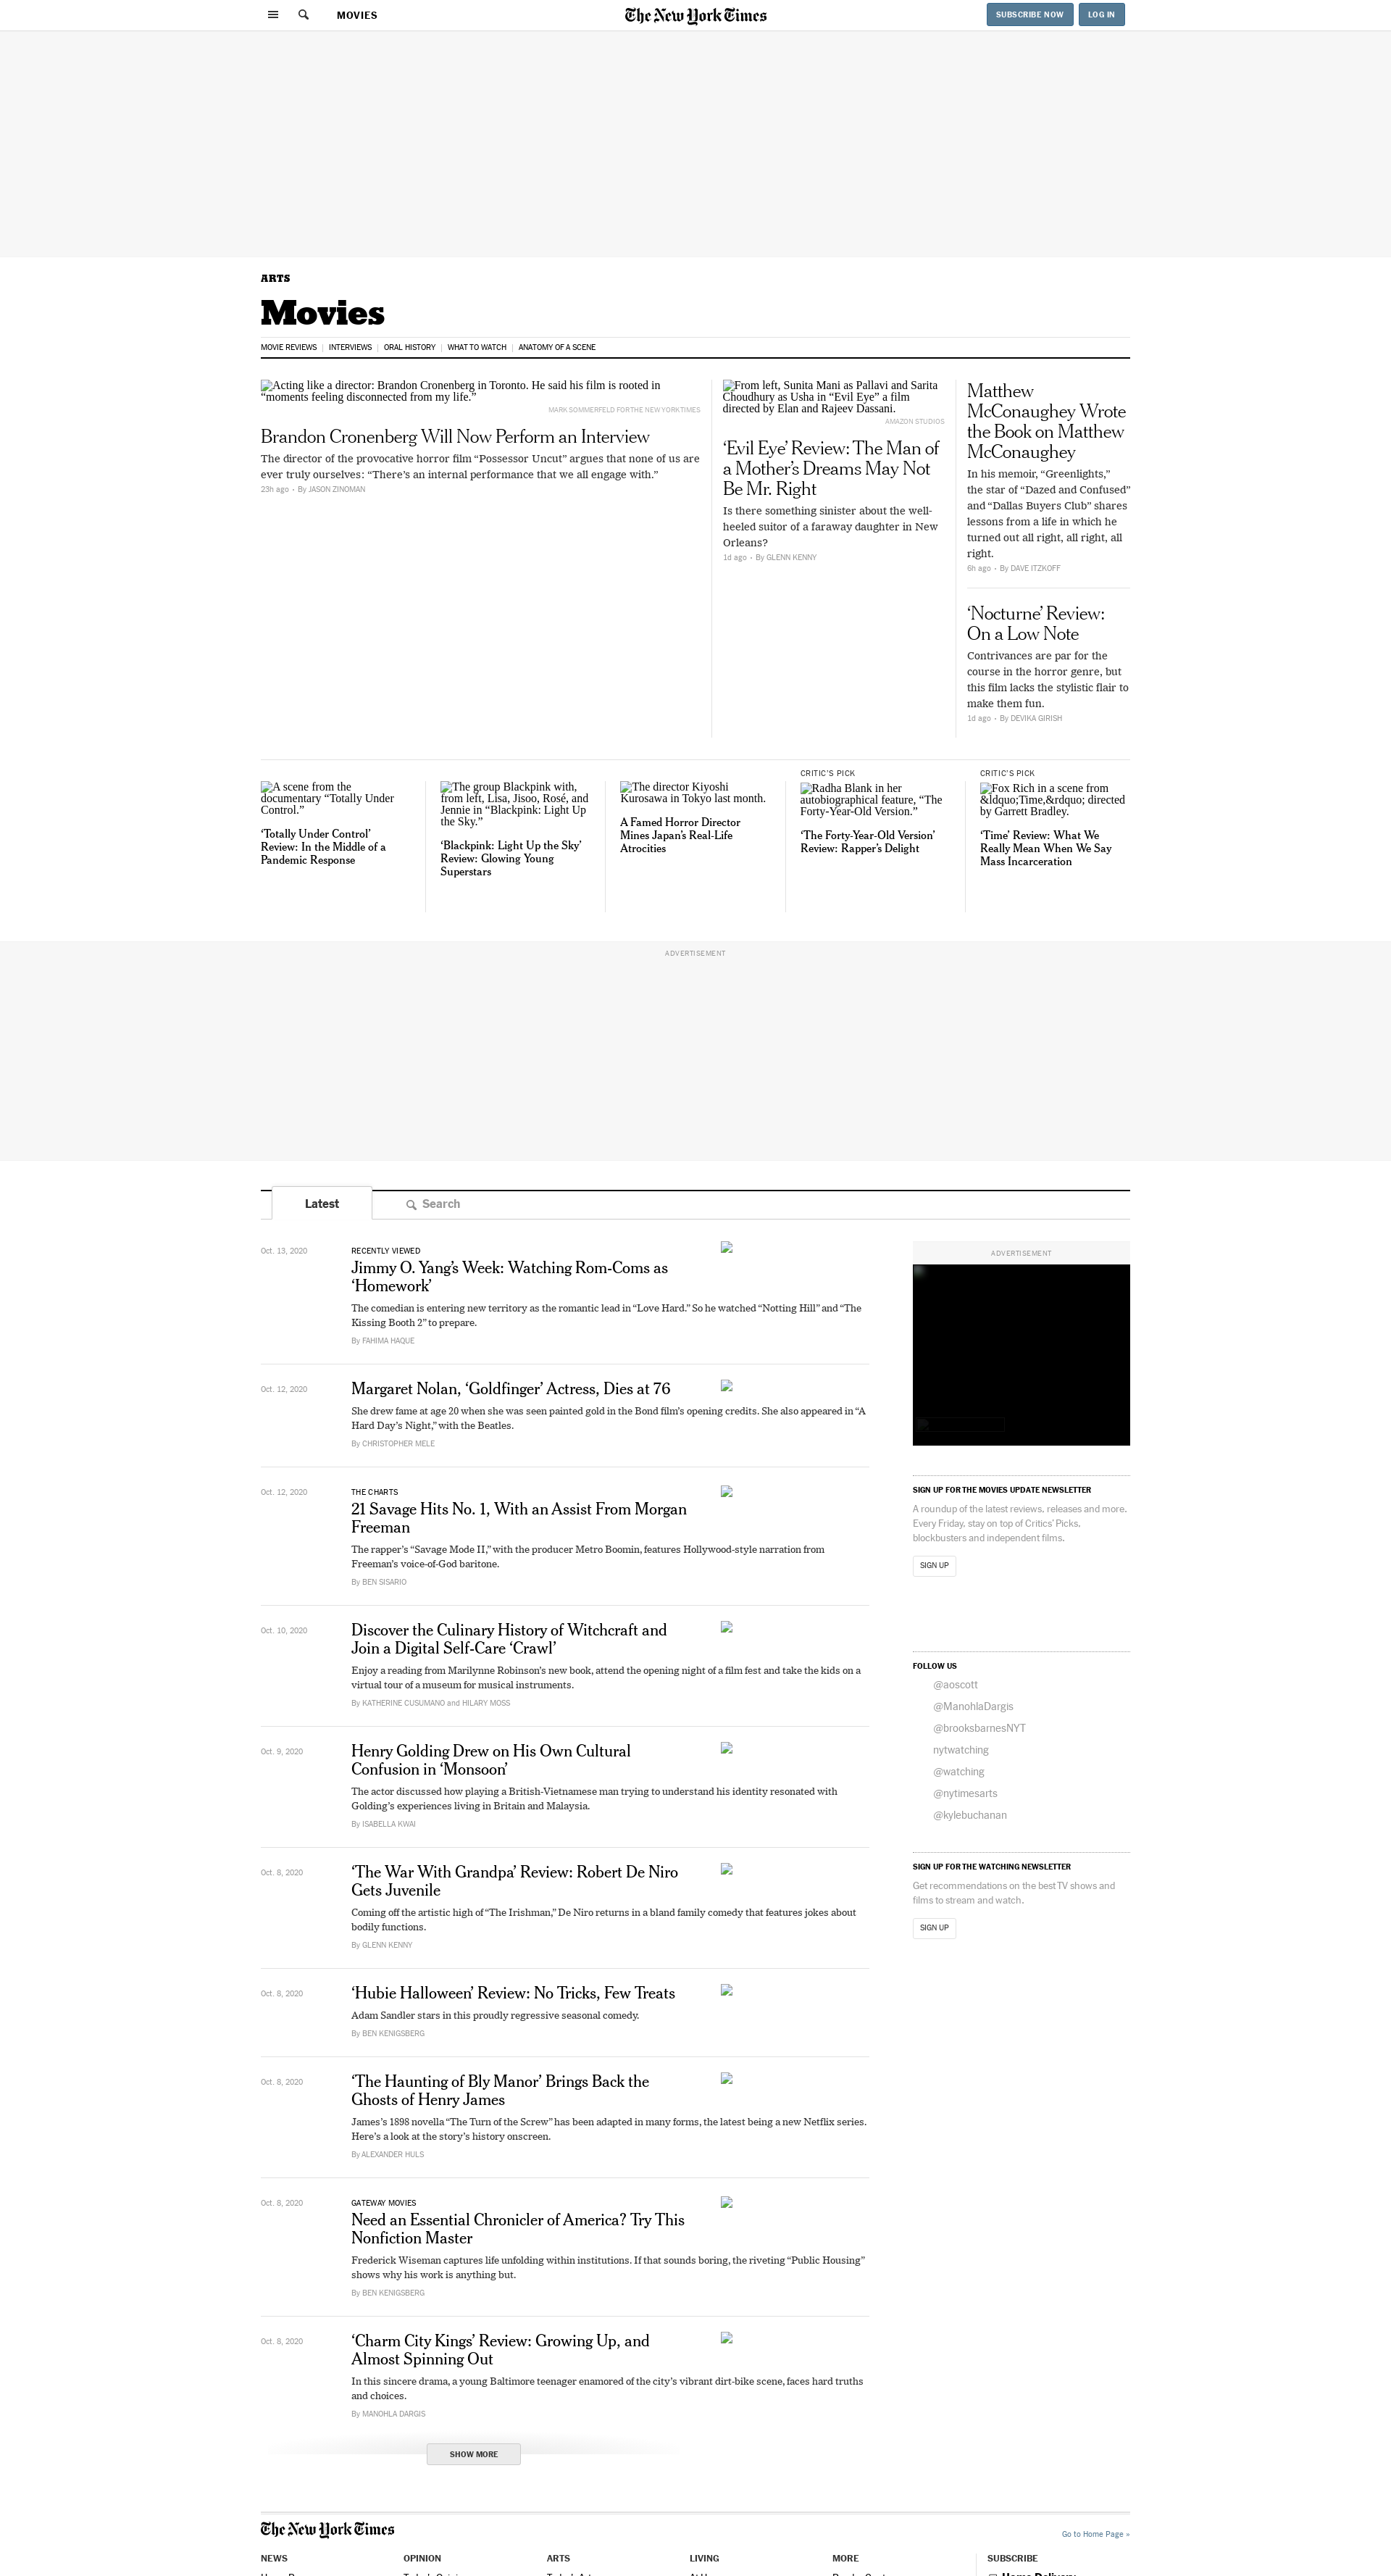 MOVIES
The New York Times
SUBSCRIBE NOW
LOG IN
ARTS
Movies
MOVIE REVIEWS
INTERVIEWS
ORAL HISTORY
WHAT TO WATCH
ANATOMY OF A SCENE
Acting like a director: Brandon Cronenberg in Toronto. He said his film is rooted in
“moments feeling disconnected from my life.”
MARK SOMMERFELD FOR THE NEW YORK TIMES
Brandon Cronenberg Will Now Perform an Interview
The director of the provocative horror film “Possessor Uncut” argues that none of us are
ever truly ourselves: “There’s an internal performance that we all engage with.”
23h ago • By JASON ZINOMAN
From left, Sunita Mani as Pallavi and Sarita
Choudhury as Usha in “Evil Eye” a film
directed by Elan and Rajeev Dassani.
AMAZON STUDIOS
‘Evil Eye’ Review: The Man of
a Mother’s Dreams May Not
Be Mr. Right
Is there something sinister about the well-
heeled suitor of a faraway daughter in New
Orleans?
1d ago • By GLENN KENNY
Matthew
McConaughey Wrote
the Book on Matthew
McConaughey
In his memoir, “Greenlights,”
the star of “Dazed and Confused”
and “Dallas Buyers Club” shares
lessons from a life in which he
turned out all right, all right, all
right.
6h ago • By DAVE ITZKOFF
‘Nocturne’ Review:
On a Low Note
Contrivances are par for the
course in the horror genre, but
this film lacks the stylistic flair to
make them fun.
1d ago • By DEVIKA GIRISH
A scene from the
documentary “Totally Under
Control.”
‘Totally Under Control’
Review: In the Middle of a
Pandemic Response
The group Blackpink with,
from left, Lisa, Jisoo, Rosé, and
Jennie in “Blackpink: Light Up
the Sky.”
‘Blackpink: Light Up the Sky’
Review: Glowing Young
Superstars
The director Kiyoshi
Kurosawa in Tokyo last month.
A Famed Horror Director
Mines Japan’s Real-Life
Atrocities
CRITIC’S PICK
Radha Blank in her
autobiographical feature, “The
Forty-Year-Old Version.”
‘The Forty-Year-Old Version’
Review: Rapper’s Delight
CRITIC’S PICK
Fox Rich in a scene from
&ldquo;Time,&rdquo; directed
by Garrett Bradley.
‘Time’ Review: What We
Really Mean When We Say
Mass Incarceration
ADVERTISEMENT
Latest
Search
Oct. 13, 2020
RECENTLY VIEWED
Jimmy O. Yang’s Week: Watching Rom-Coms as
‘Homework’
The comedian is entering new territory as the romantic lead in “Love Hard.” So he watched “Notting Hill” and “The
Kissing Booth 2” to prepare.
By FAHIMA HAQUE
Oct. 12, 2020
Margaret Nolan, ‘Goldfinger’ Actress, Dies at 76
She drew fame at age 20 when she was seen painted gold in the Bond film’s opening credits. She also appeared in “A
Hard Day’s Night,” with the Beatles.
By CHRISTOPHER MELE
Oct. 12, 2020
THE CHARTS
21 Savage Hits No. 1, With an Assist From Morgan
Freeman
The rapper’s “Savage Mode II,” with the producer Metro Boomin, features Hollywood-style narration from
Freeman’s voice-of-God baritone.
By BEN SISARIO
Oct. 10, 2020
Discover the Culinary History of Witchcraft and
Join a Digital Self-Care ‘Crawl’
Enjoy a reading from Marilynne Robinson’s new book, attend the opening night of a film fest and take the kids on a
virtual tour of a museum for musical instruments.
By KATHERINE CUSUMANO and HILARY MOSS
Oct. 9, 2020
Henry Golding Drew on His Own Cultural
Confusion in ‘Monsoon’
The actor discussed how playing a British-Vietnamese man trying to understand his identity resonated with
Golding’s experiences living in Britain and Malaysia.
By ISABELLA KWAI
Oct. 8, 2020
‘The War With Grandpa’ Review: Robert De Niro
Gets Juvenile
Coming off the artistic high of “The Irishman,” De Niro returns in a bland family comedy that features jokes about
bodily functions.
By GLENN KENNY
Oct. 8, 2020
‘Hubie Halloween’ Review: No Tricks, Few Treats
Adam Sandler stars in this proudly regressive seasonal comedy.
By BEN KENIGSBERG
Oct. 8, 2020
‘The Haunting of Bly Manor’ Brings Back the
Ghosts of Henry James
James’s 1898 novella “The Turn of the Screw” has been adapted in many forms, the latest being a new Netflix series.
Here’s a look at the story’s history onscreen.
By ALEXANDER HULS
Oct. 8, 2020
GATEWAY MOVIES
Need an Essential Chronicler of America? Try This
Nonfiction Master
Frederick Wiseman captures life unfolding within institutions. If that sounds boring, the riveting “Public Housing”
shows why his work is anything but.
By BEN KENIGSBERG
Oct. 8, 2020
‘Charm City Kings’ Review: Growing Up, and
Almost Spinning Out
In this sincere drama, a young Baltimore teenager enamored of the city’s vibrant dirt-bike scene, faces hard truths
and choices.
By MANOHLA DARGIS
SHOW MORE
ADVERTISEMENT
SIGN UP FOR THE MOVIES UPDATE NEWSLETTER
A roundup of the latest reviews, releases and more.
Every Friday, stay on top of Critics’ Picks,
blockbusters and independent films.
SIGN UP
FOLLOW US
@aoscott
@ManohlaDargis
@brooksbarnesNYT
nytwatching
@watching
@nytimesarts
@kylebuchanan
SIGN UP FOR THE WATCHING NEWSLETTER
Get recommendations on the best TV shows and
films to stream and watch.
SIGN UP
The New York Times
Go to Home Page »
NEWS
OPINION
ARTS
LIVING
MORE
SUBSCRIBE